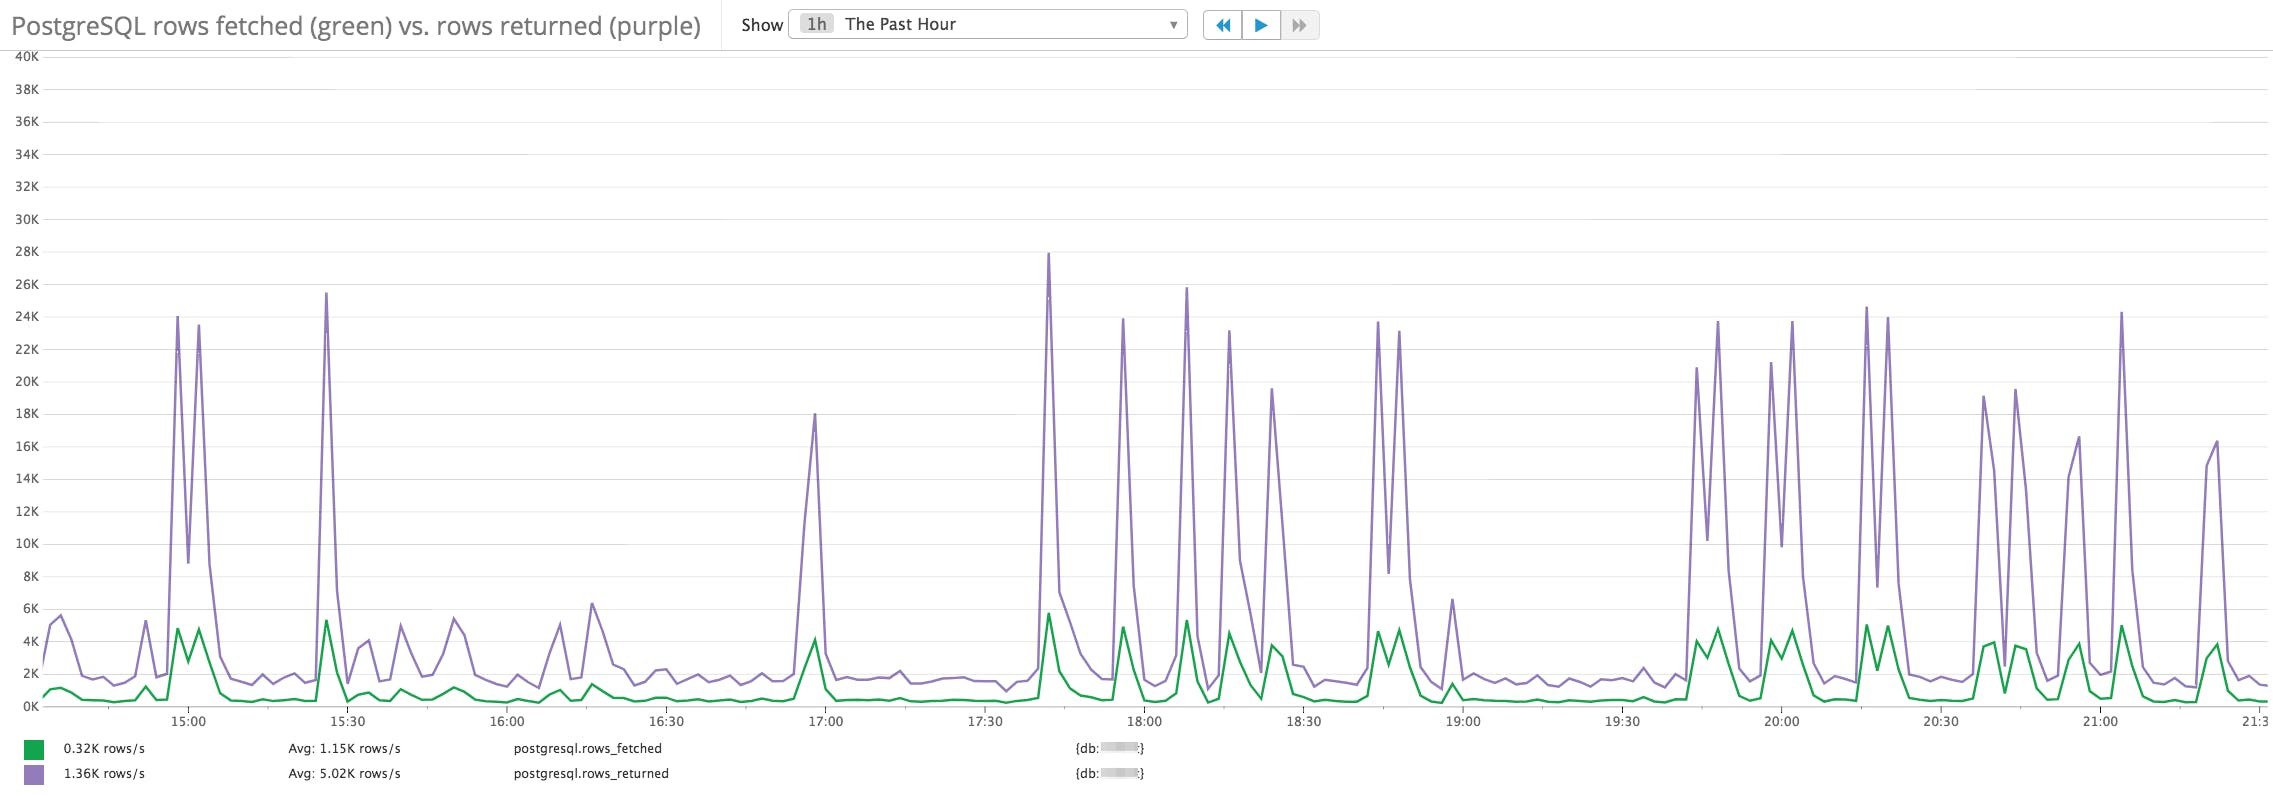 PostgreSQL rows fetched (green) vs. rows returned (purple) Show 1h The Past Hour
40K
38K
36K
34K
32K
30K
28K
26K
24K
22K
20K
18K
16K
14K
12K
10K
8K
6K
4K
2K
0K
15:00 15:30 16:00 16:30 17:00 17:30 18:00 18:30 19:00 19:30 20:00 20:30 21:00 21:3
0.32K rows/s Avg: 1.15K rows/s postgresql.rows_fetched {db: }
1.36K rows/s Avg: 5.02K rows/s postgresql.rows_returned {db: }